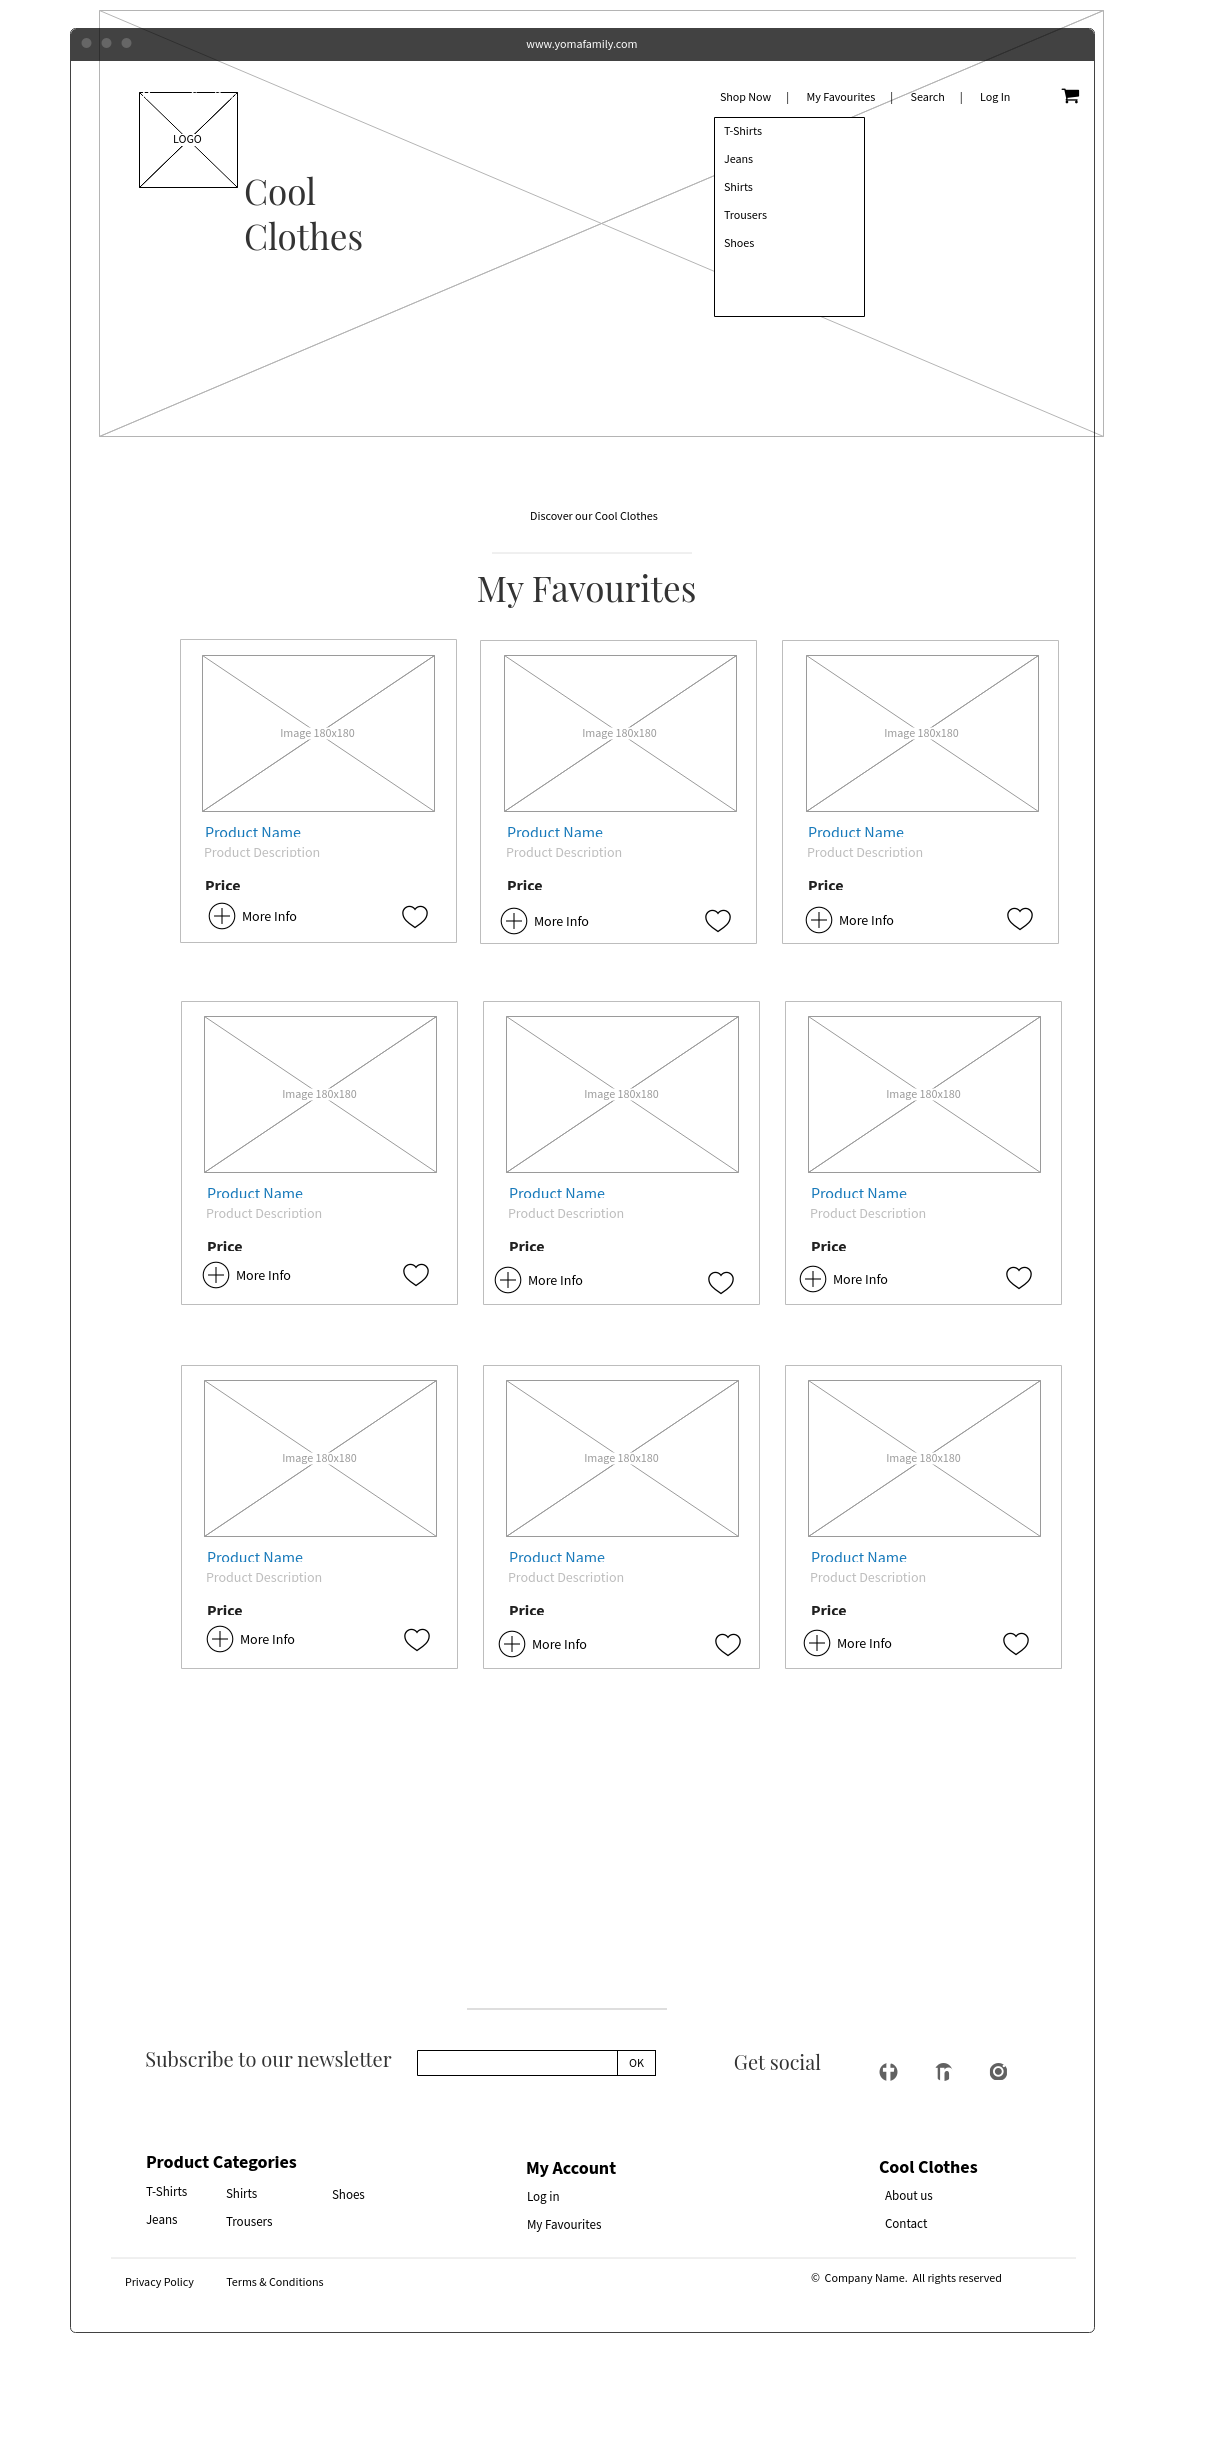 www.yomafamily.com
Shop Now | My Favourites | Search | Log In
LOGO
T-Shirts
Jeans
Shirts
Trousers
Shoes
Cool
Clothes
Discover our Cool Clothes
My Favourites
Image 180x180 Image 180x180 Image 180x180
Product Name Product Name Product Name
Product Description Product Description Product Description
Price Price Price
More Info More Info More Info
Image 180x180 Image 180x180 Image 180x180
Product Name Product Name Product Name
Product Description Product Description Product Description
Price Price Price
More Info More Info More Info
Image 180x180 Image 180x180 Image 180x180
Product Name Product Name Product Name
Product Description Product Description Product Description
Price Price Price
More Info More Info More Info
Subscribe to our newsletter OK Get social
Product Categories My Account Cool Clothes
T-Shirts Shirts Shoes Log in About us
Jeans Trousers My Favourites Contact
Privacy Policy Terms & Conditions © Company Name. All rights reserved